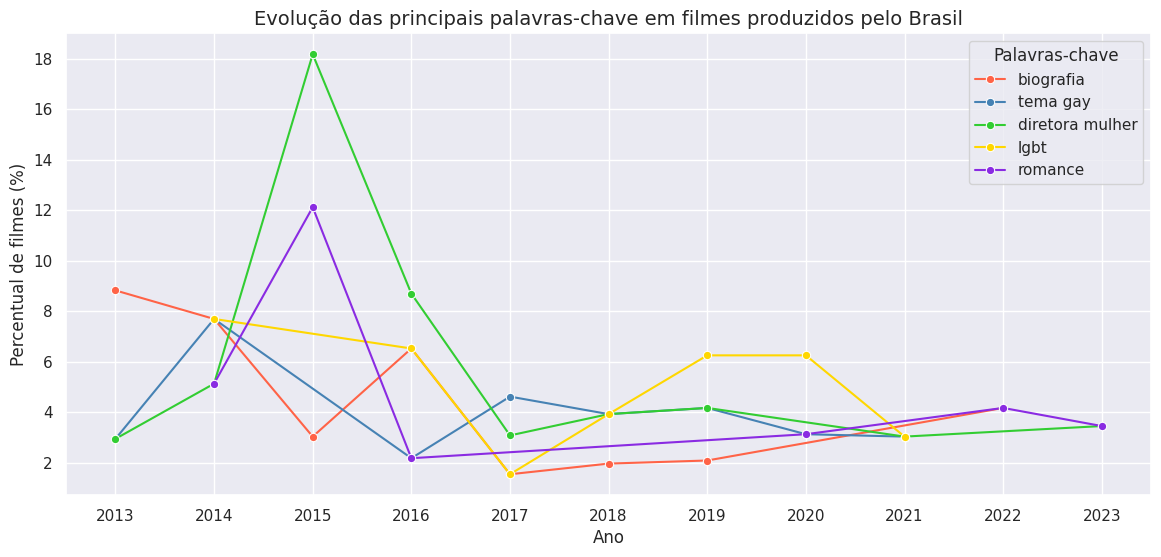 Evolução das principais palavras-chave em filmes produzidos pelo Brasil
Percentual de filmes (%)
18
16
14
12
10
8
6
4
2
Palavras-chave
biografia
tema gay
diretora mulher
lgbt
romance
2013 2014 2015 2016 2017 2018 2019 2020 2021 2022 2023
Ano